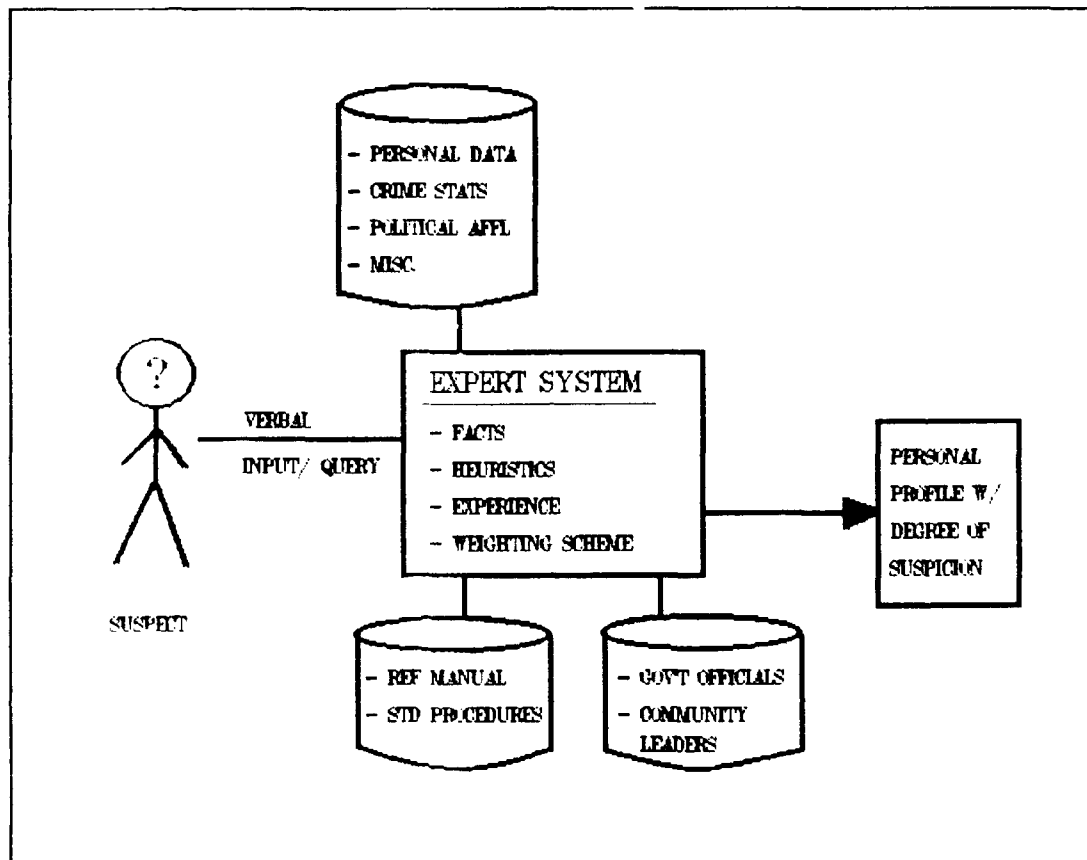 - PERSONAL DATA
- CRIME STATS
- POLITICAL AFFL
- MISC.
?
EXPERT SYSTEM
- FACTS
- HEURISTICS
- EXPERIENCE
- WEIGHTING SCHEME
VERBAL
INPUT/ QUERY
PERSONAL
PROFILE W/
DEGREE OF
SUSPICION
SUSPECT
- REF MANUAL
- STD PROCEDURES
- GOV'T OFFICIALS
- COMMUNITY
LEADERS